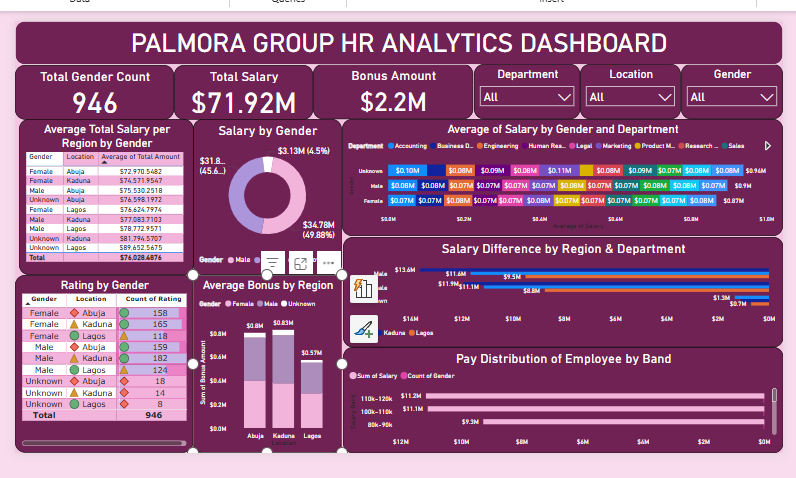 Data
Queries
Insert
PALMORA GROUP HR ANALYTICS DASHBOARD
Total Gender Count
946
Total Salary
$71.92M
Bonus Amount
$2.2M
Department
All
Location
All
Gender
All
Average Total Salary per
Region by Gender
Gender Location Average of Total Amount
Female Abuja $72,970.5482
Female Kaduna $74,571.9547
Male Abuja $75,530.2518
Unknown Abuja $76,598.1972
Female Lagos $76,624.7974
Male Kaduna $77,083.7103
Male Lagos $78,772.9571
Unknown Kaduna $81,794.5707
Unknown Lagos $89,652.5675
Total $76,028.4876
Salary by Gender
$3.13M (4.5%)
$31.8...
(45.6...)
$34.78M
(49.88%)
Gender Male
Average of Salary by Gender and Department
Department Accounting Business D... Engineering Human Res... Legal Marketing Product M... Research ... Sales
Unknown $0.10M $0.08M $0.09M $0.08M $0.11M $0.08M $0.09M $0.08M $0.08M $0.08M $0.96M
Male $0.08M $0.08M $0.07M $0.07M $0.07M $0.08M $0.08M $0.07M $0.08M $0.08M $0.08M $0.9M
Female $0.07M $0.07M $0.08M $0.07M $0.08M $0.07M $0.07M $0.07M $0.07M $0.07M $0.08M $0.87M
$0.0M $0.2M $0.4M $0.6M $0.8M $1.0M
Average of Salary
Salary Difference by Region & Department
Male $13.6M $11.6M $9.5M
$11.9M $11.1M $8.8M
$1.3M
$0.7M
$14M $12M $10M $8M $6M $4M $2M $0M
Kaduna Lagos
Rating by Gender
Gender Location Count of Rating
Female Abuja 158
Female Kaduna 165
Female Lagos 118
Male Abuja 159
Male Kaduna 182
Male Lagos 124
Unknown Abuja 18
Unknown Kaduna 14
Unknown Lagos 8
Total 946
Average Bonus by Region
Gender Female Male Unknown
Sum of Bonus Amount
$0.8M
$0.6M
$0.4M
$0.2M
$0.0M
$0.8M $0.83M $0.57M
Abuja Kaduna Lagos
Location
Pay Distribution of Employee by Band
Sum of Salary Count of Gender
110k-120k $11.2M
100k-110k $11.1M
80k-90k $9.3M
$12M $10M $8M $6M $4M $2M $0M